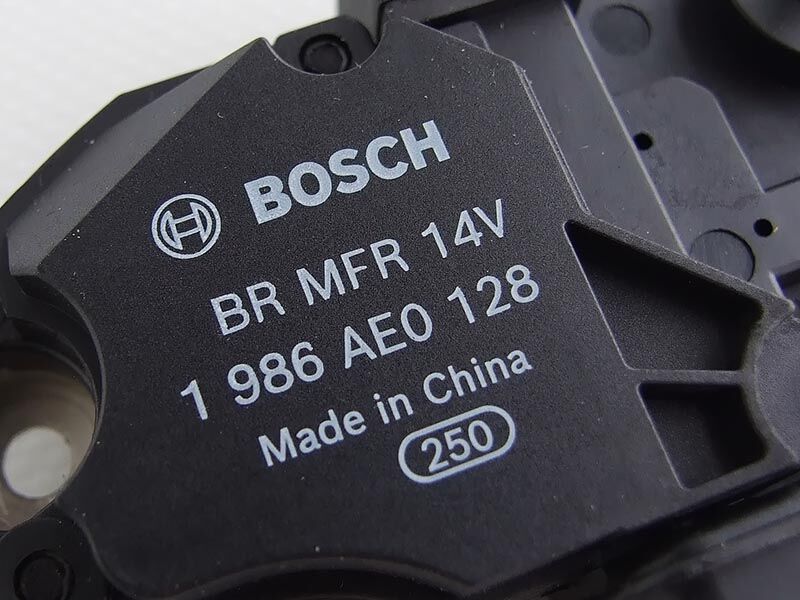 BOSCH
BR MFR 14V
1 986 AE0 128
Made in China
250